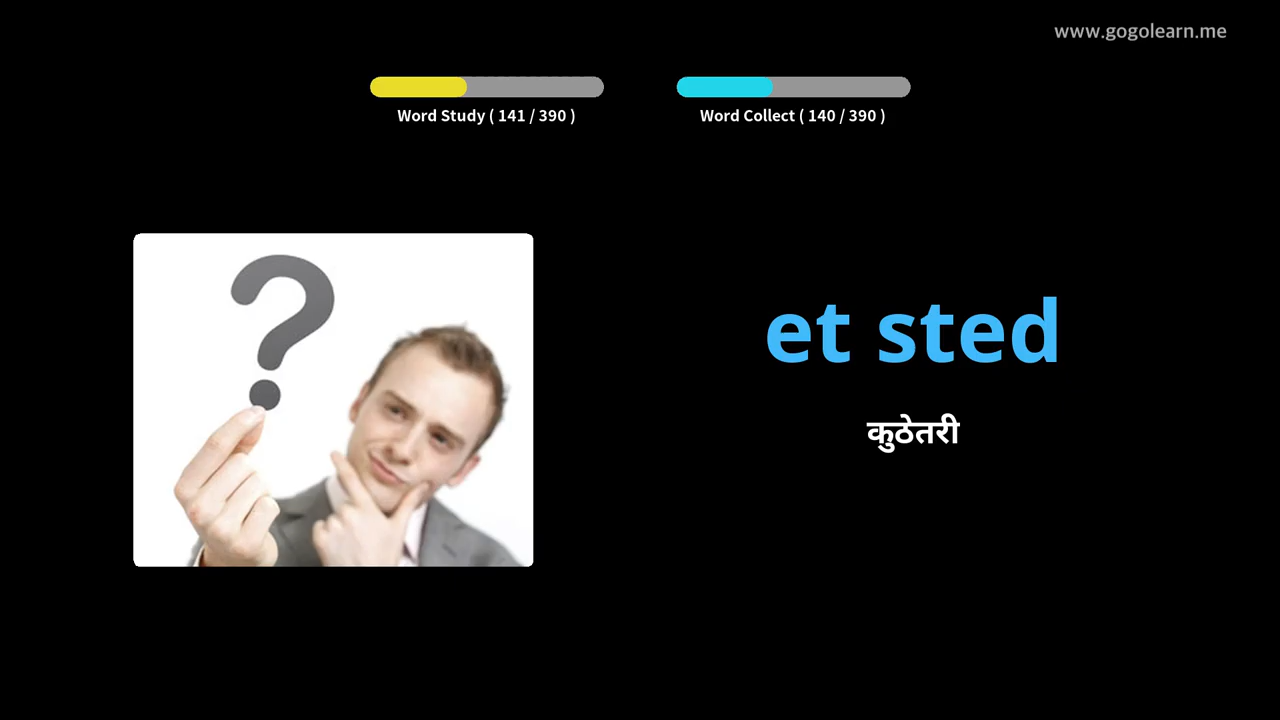 www.gogolearn.me
Word Study ( 141 / 390 )
Word Collect ( 140 / 390 )
et sted
कुठेतरी